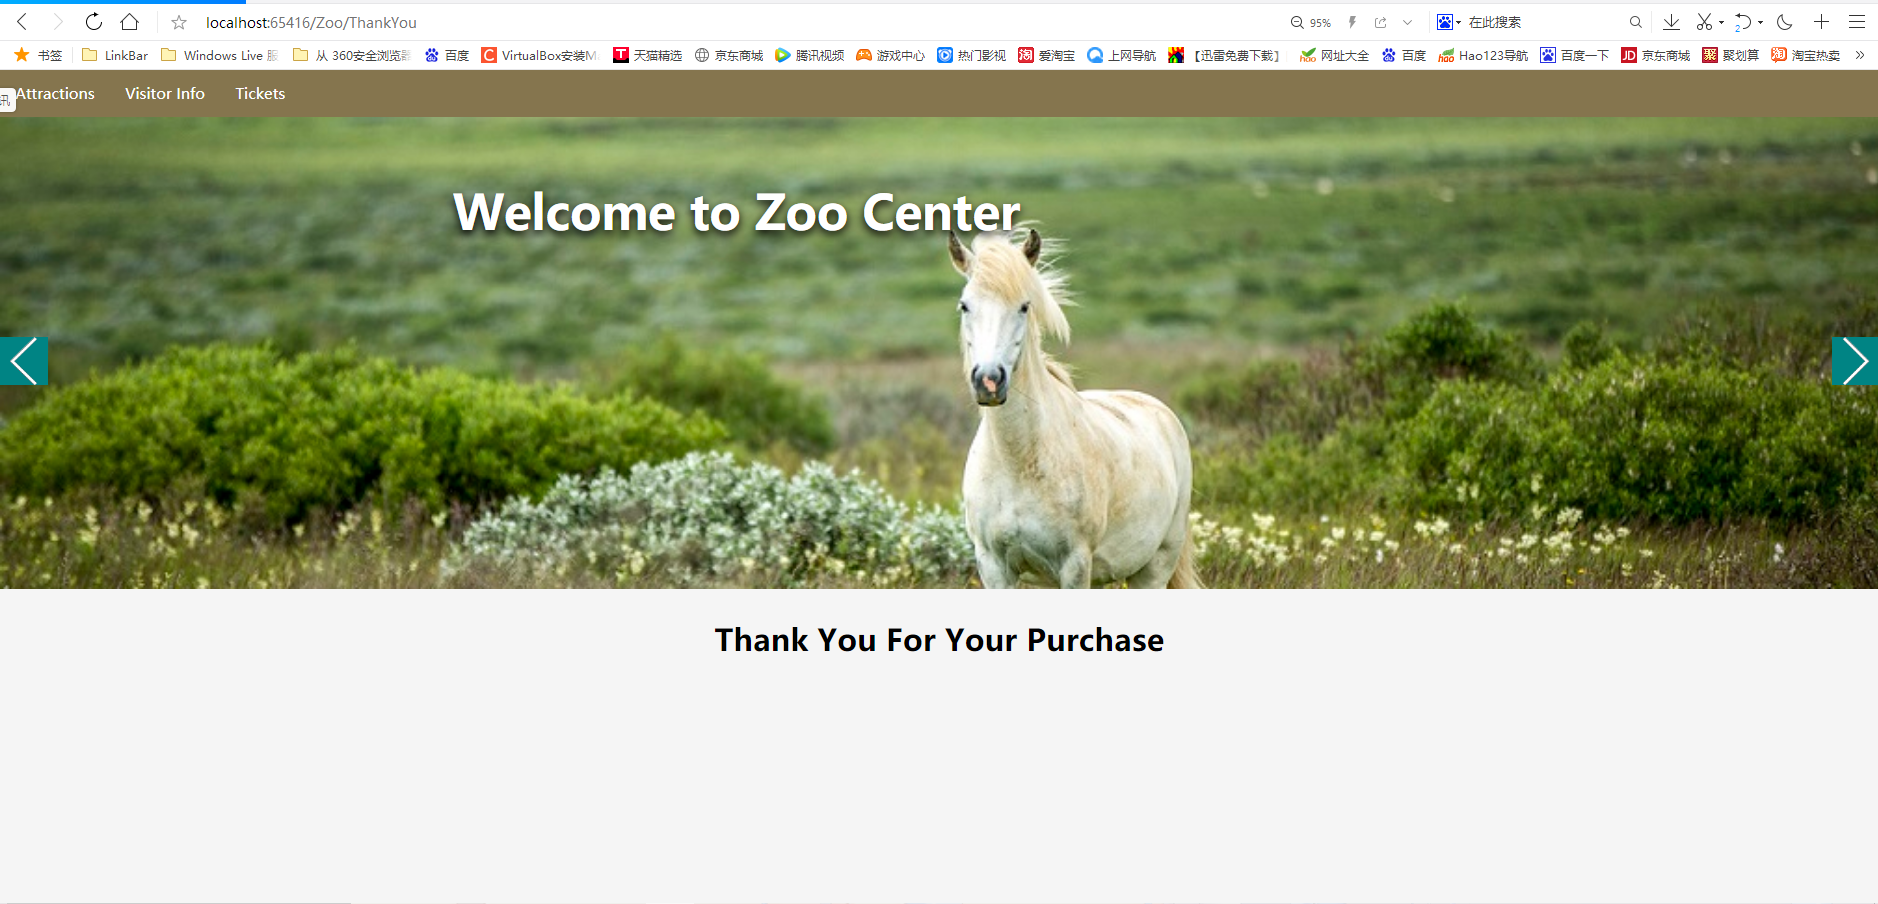 localhost:65416/Zoo/ThankYou 95% 在此搜索
书签 LinkBar Windows Live 服 从 360安全浏览器 百度 VirtualBox安装M 天猫精选 京东商城 腾讯视频 游戏中心 热门影视 爱淘宝 上网导航 【迅雷免费下载】 网址大全 百度 Hao123导航 百度一下 京东商城 聚划算 淘宝热卖
讯 Attractions Visitor Info Tickets
Welcome to Zoo Center
Thank You For Your Purchase